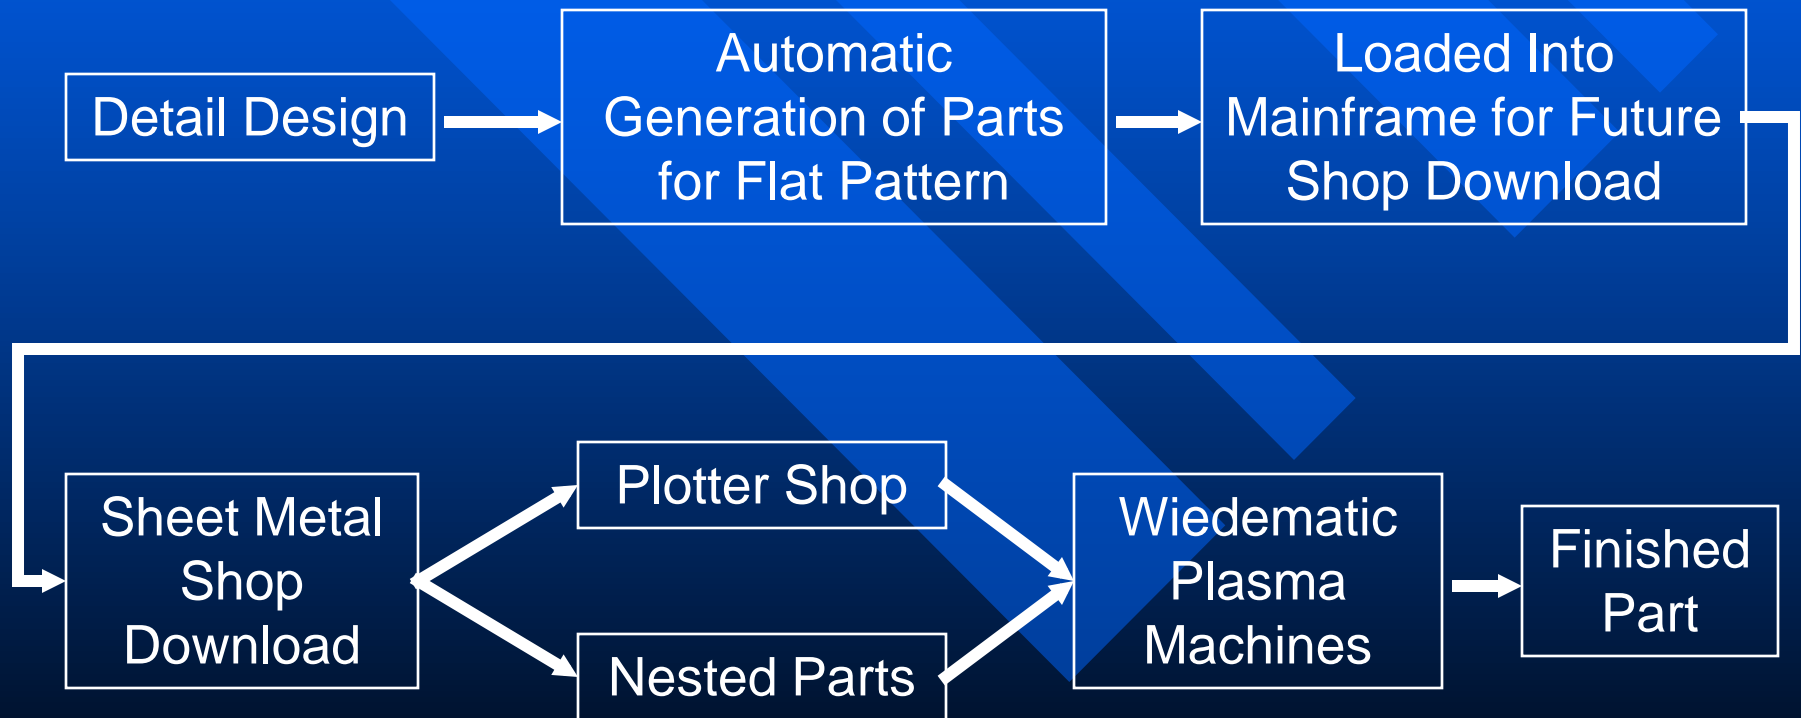 Detail Design
Automatic
Generation of Parts
for Flat Pattern
Loaded Into
Mainframe for Future
Shop Download
Sheet Metal
Shop
Download
Plotter Shop
Nested Parts
Wiedematic
Plasma
Machines
Finished
Part